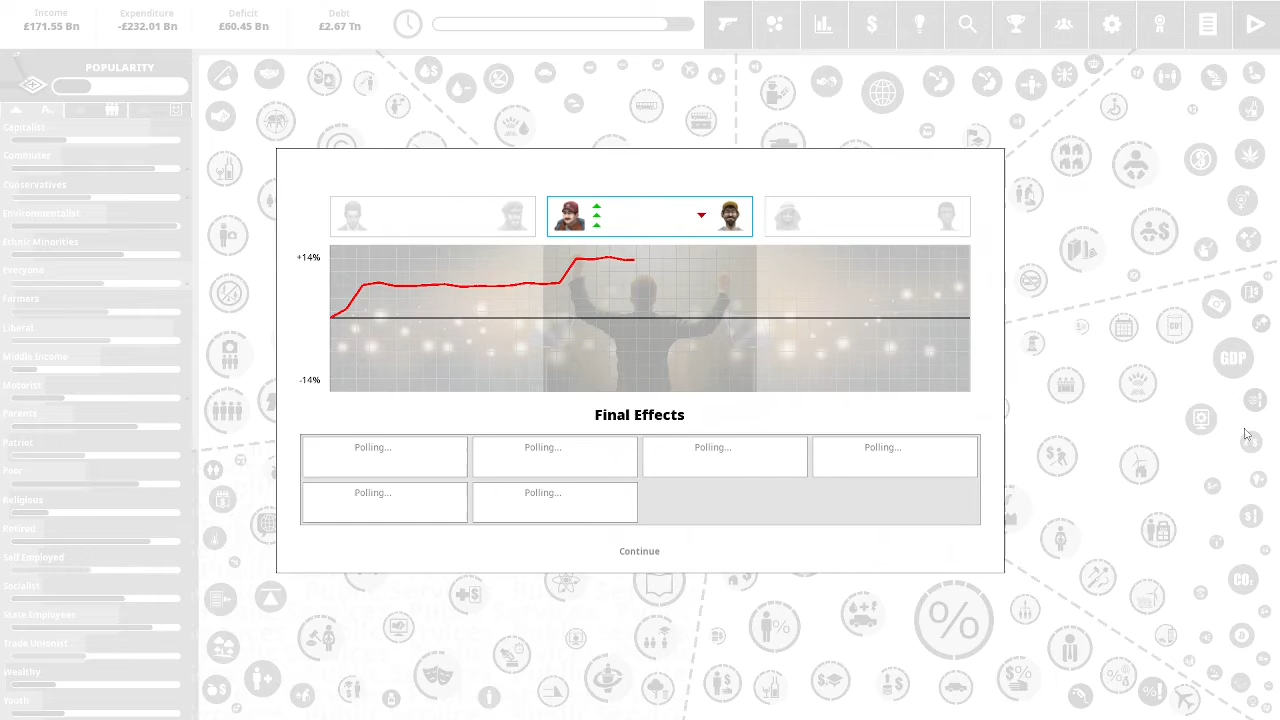 Income
Expenditure
Deficit
Debt
£171.55 Bn
-£232.01 Bn
£60.45 Bn
£2.67 Tn
POPULARITY
Capitalist
Commuter
Conservatives
Environmentalist
Ethnic Minorities
Everyone
Farmers
Liberal
Middle Income
Motorist
Parents
Patriot
Poor
Religious
Retired
Self Employed
Socialist
State Employees
Trade Unionist
Wealthy
Youth
+14%
-14%
Final Effects
Polling...
Polling...
Polling...
Polling...
Polling...
Polling...
Continue
GDP
CO₂
%